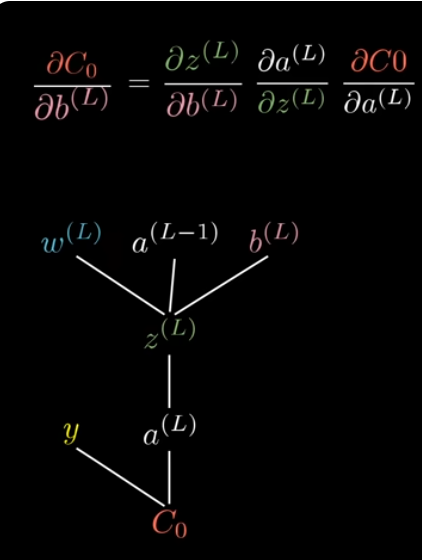 ∂C₀/∂b^(L) = ∂z^(L)/∂b^(L) ∂a^(L)/∂z^(L) ∂C0/∂a^(L)
w^(L) a^(L−1) b^(L)
z^(L)
y a^(L)
C₀